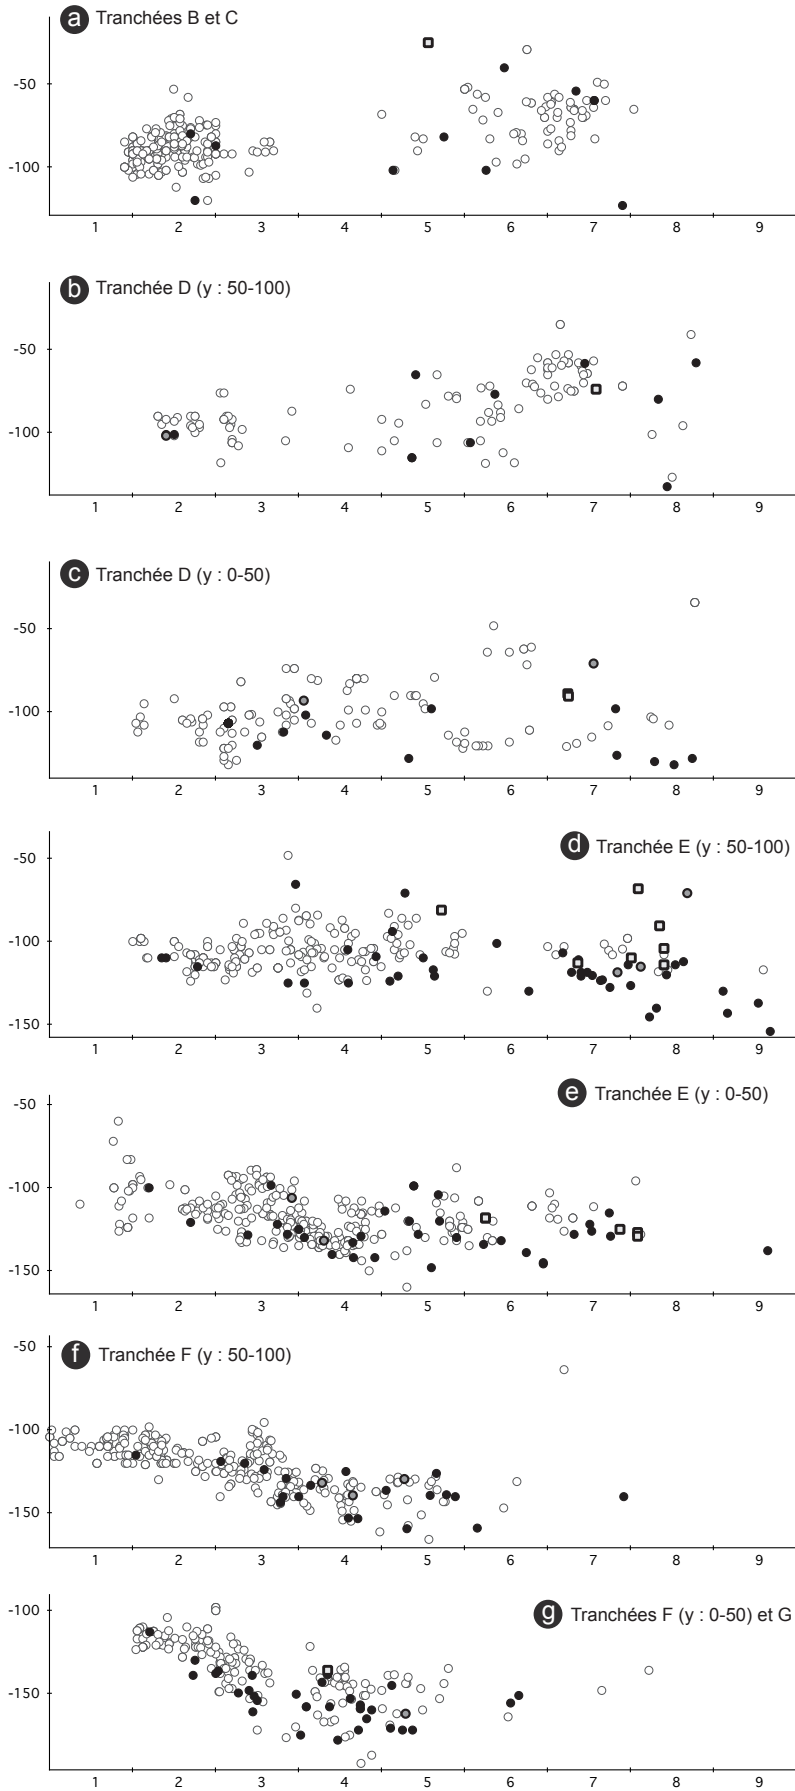 a Tranchées B et C
-50
-100
1 2 3 4 5 6 7 8 9
b Tranchée D (y : 50-100)
-50
-100
1 2 3 4 5 6 7 8 9
c Tranchée D (y : 0-50)
-50
-100
1 2 3 4 5 6 7 8 9
d Tranchée E (y : 50-100)
-50
-100
-150
1 2 3 4 5 6 7 8 9
e Tranchée E (y : 0-50)
-50
-100
-150
1 2 3 4 5 6 7 8 9
f Tranchée F (y : 50-100)
-50
-100
-150
1 2 3 4 5 6 7 8 9
g Tranchées F (y : 0-50) et G
-100
-150
1 2 3 4 5 6 7 8 9